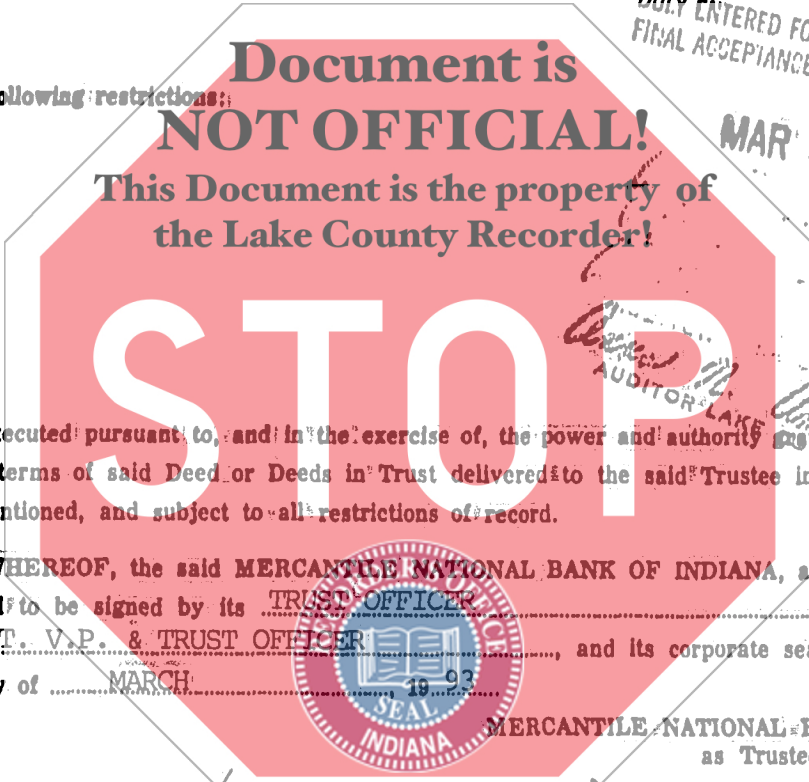 DULY ENTERED FO
FINAL ACCEPTANCE
Document is
ollowing restrictions:
NOT OFFICIAL!
MAR
This Document is the property of
the Lake County Recorder!
STOP
AUDITOR LAKE
ecuted pursuant to, and in the exercise of, the power and authority
terms of said Deed or Deeds in Trust delivered to the said Trustee in
ntioned, and subject to all restrictions of record.
HEREOF, the said MERCANTILE NATIONAL BANK OF INDIANA, a
to be signed by its TRUST OFFICER
T. V.P. & TRUST OFFICER, and its corporate sea
y of MARCH, 19 93
SEAL
INDIANA
MERCANTILE NATIONAL B
as Trustee